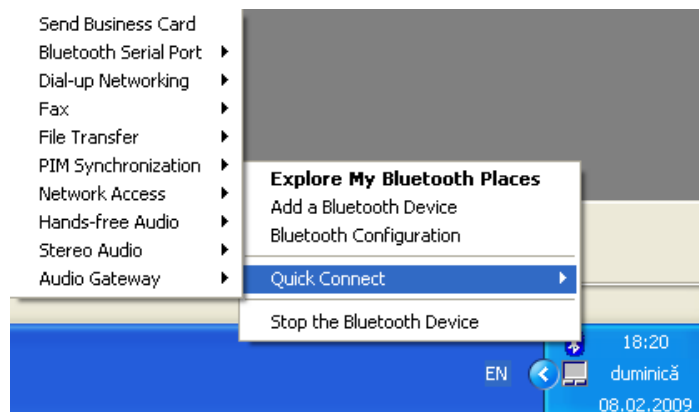 Send Business Card
Bluetooth Serial Port
Dial-up Networking
Fax
File Transfer
PIM Synchronization
Network Access
Hands-free Audio
Stereo Audio
Audio Gateway
Explore My Bluetooth Places
Add a Bluetooth Device
Bluetooth Configuration
Quick Connect
Stop the Bluetooth Device
EN
18:20
duminică
08.02.2009